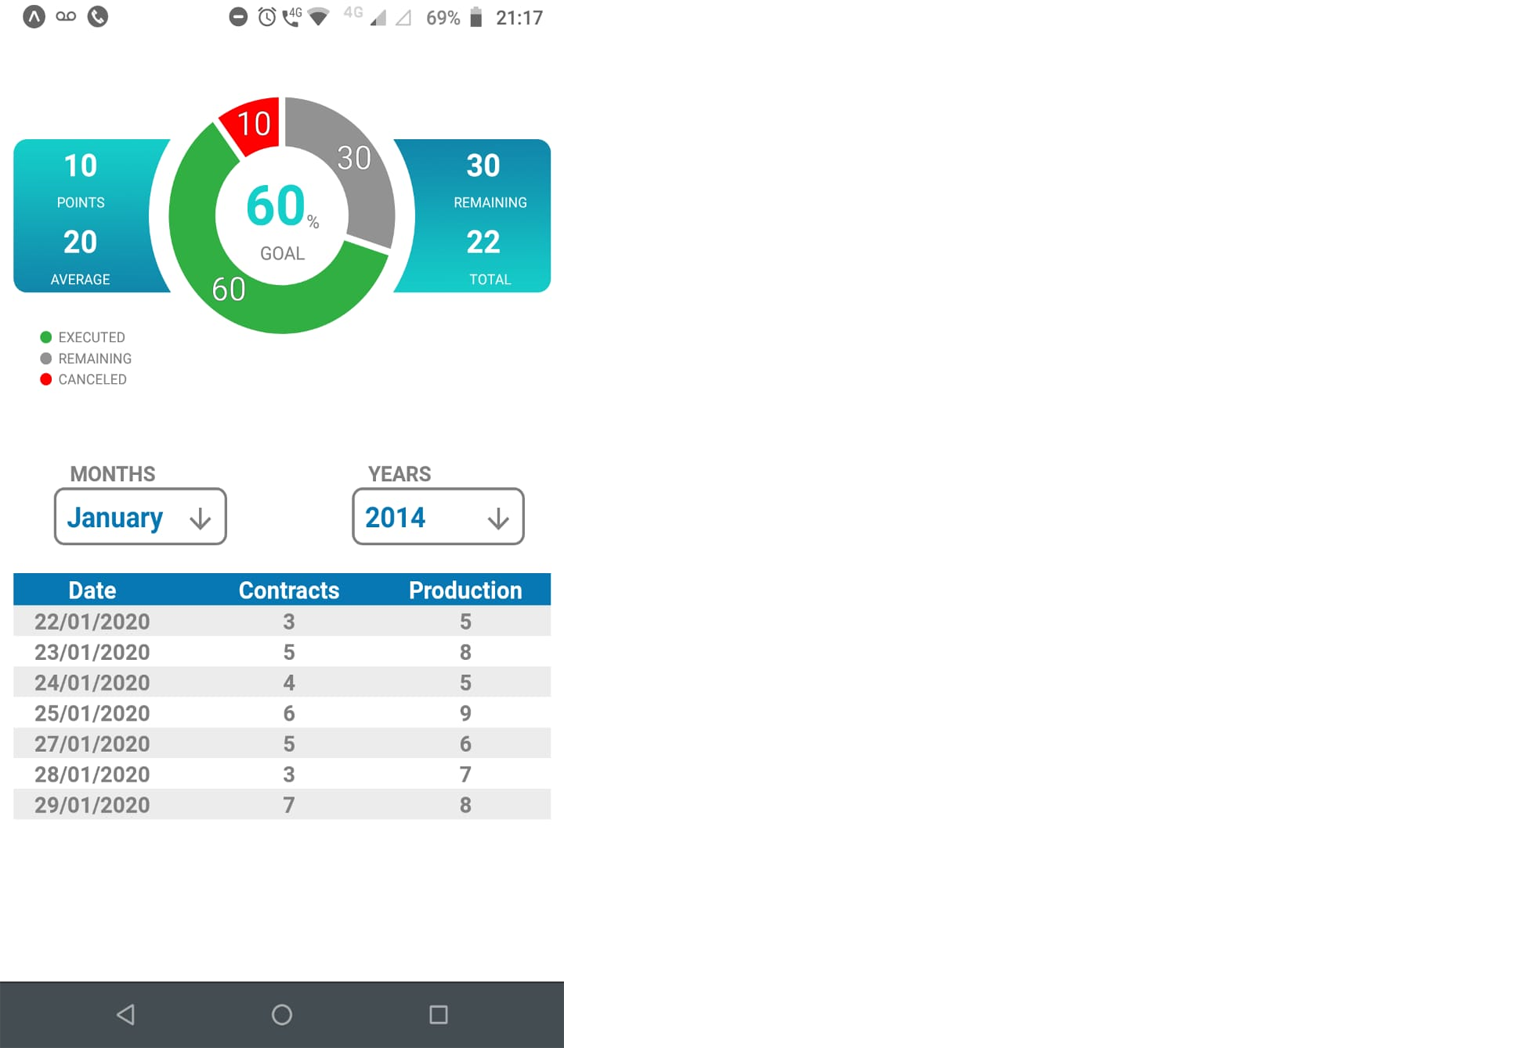 4G 4G 69% 21:17
10
POINTS
20
AVERAGE
10
30
60
60%
GOAL
30
REMAINING
22
TOTAL
EXECUTED
REMAINING
CANCELED
MONTHS YEARS
January 2014
Date Contracts Production
22/01/2020 3 5
23/01/2020 5 8
24/01/2020 4 5
25/01/2020 6 9
27/01/2020 5 6
28/01/2020 3 7
29/01/2020 7 8